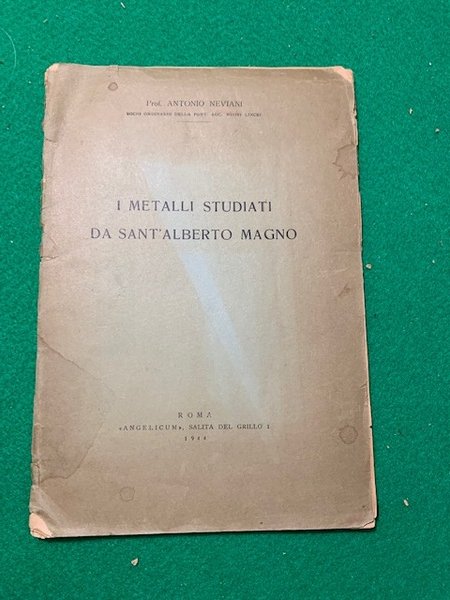 Prof. ANTONIO NEVIANI
SOCIO ORDINARIO DELLA PONT. ACC. NUOVI LINCEI
I METALLI STUDIATI
DA SANT'ALBERTO MAGNO
ROMA
«ANGELICUM», SALITA DEL GRILLO 1
1944